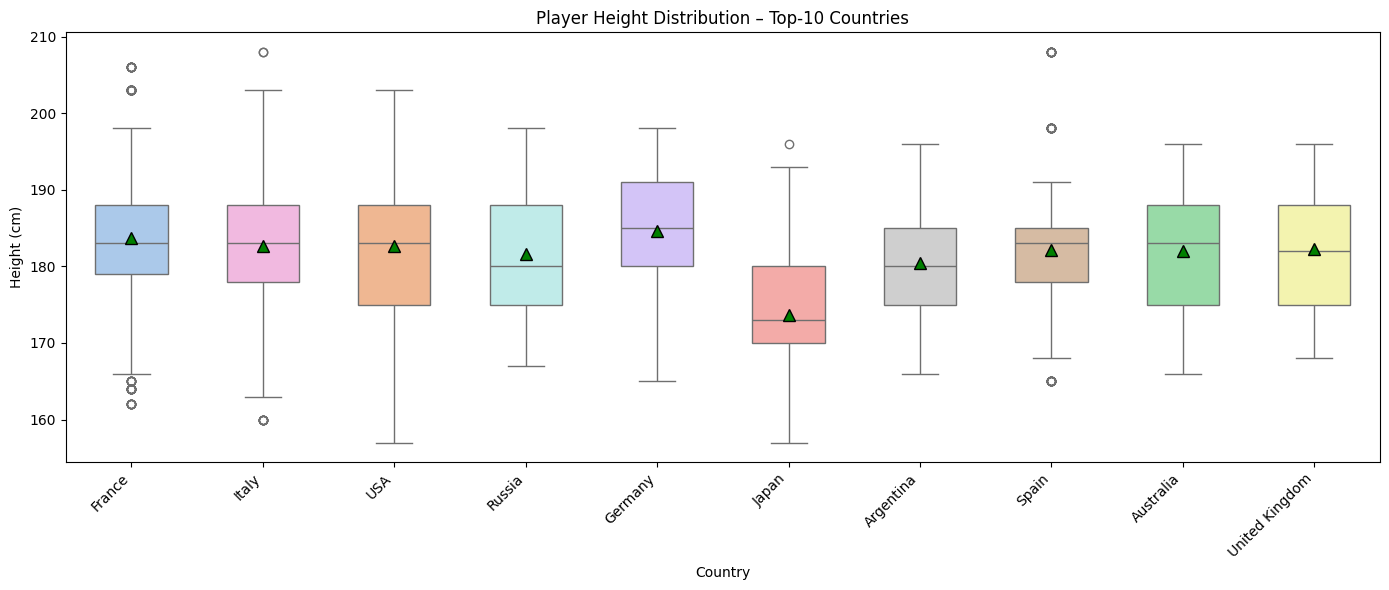 Player Height Distribution – Top-10 Countries
Height (cm)
210
200
190
180
170
160
France
Italy
USA
Russia
Germany
Japan
Argentina
Spain
Australia
United Kingdom
Country